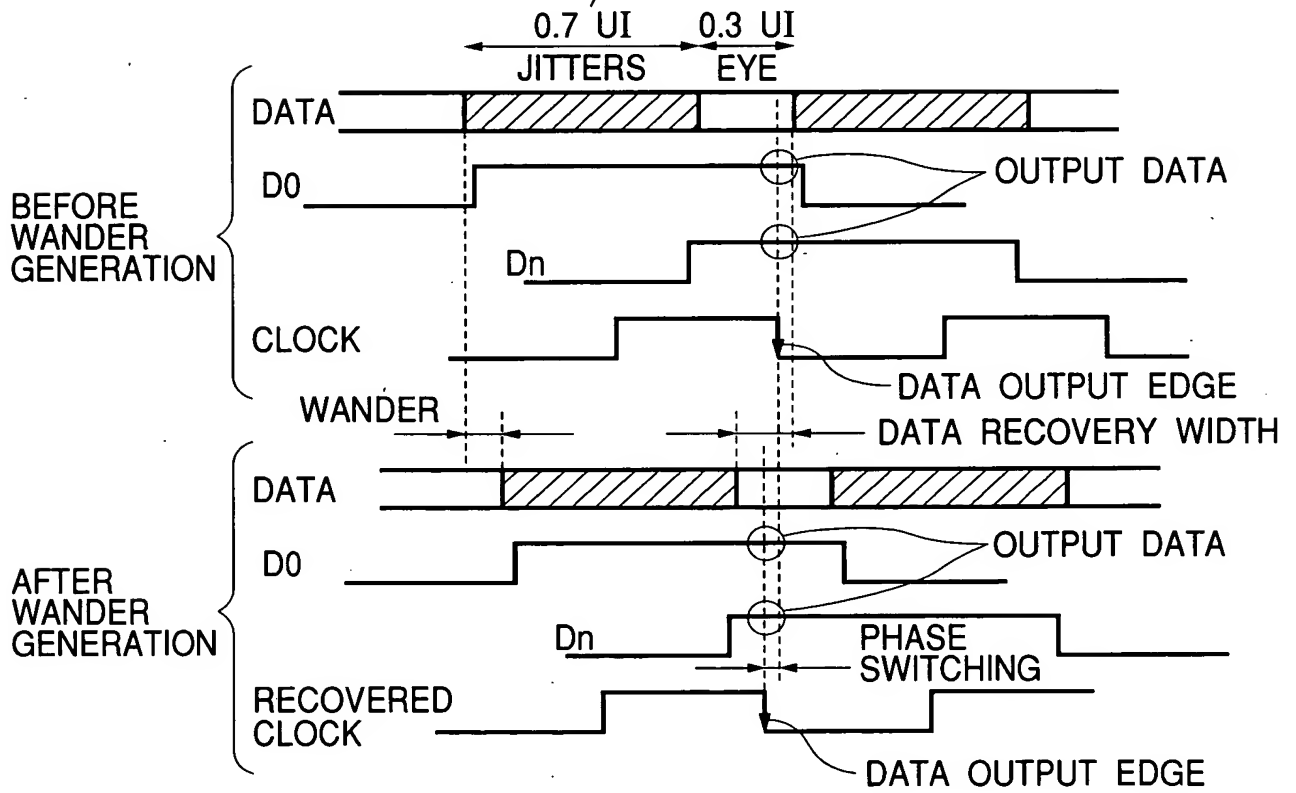 0.7 UI
0.3 UI
JITTERS
EYE
DATA
D0
OUTPUT DATA
BEFORE
WANDER
GENERATION
Dn
CLOCK
DATA OUTPUT EDGE
WANDER
DATA RECOVERY WIDTH
DATA
D0
OUTPUT DATA
AFTER
WANDER
GENERATION
Dn
PHASE
SWITCHING
RECOVERED
CLOCK
DATA OUTPUT EDGE